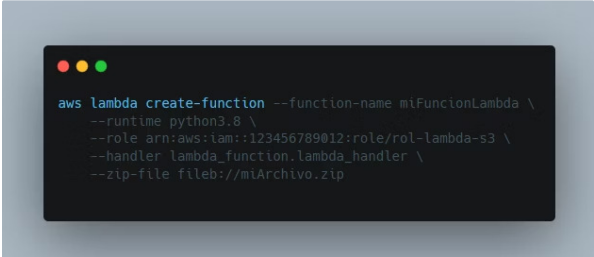 aws lambda create-function --function-name miFuncionLambda \
--runtime python3.8 \
--role arn:aws:iam::123456789012:role/rol-lambda-s3 \
--handler lambda_function.lambda_handler \
--zip-file fileb://miArchivo.zip